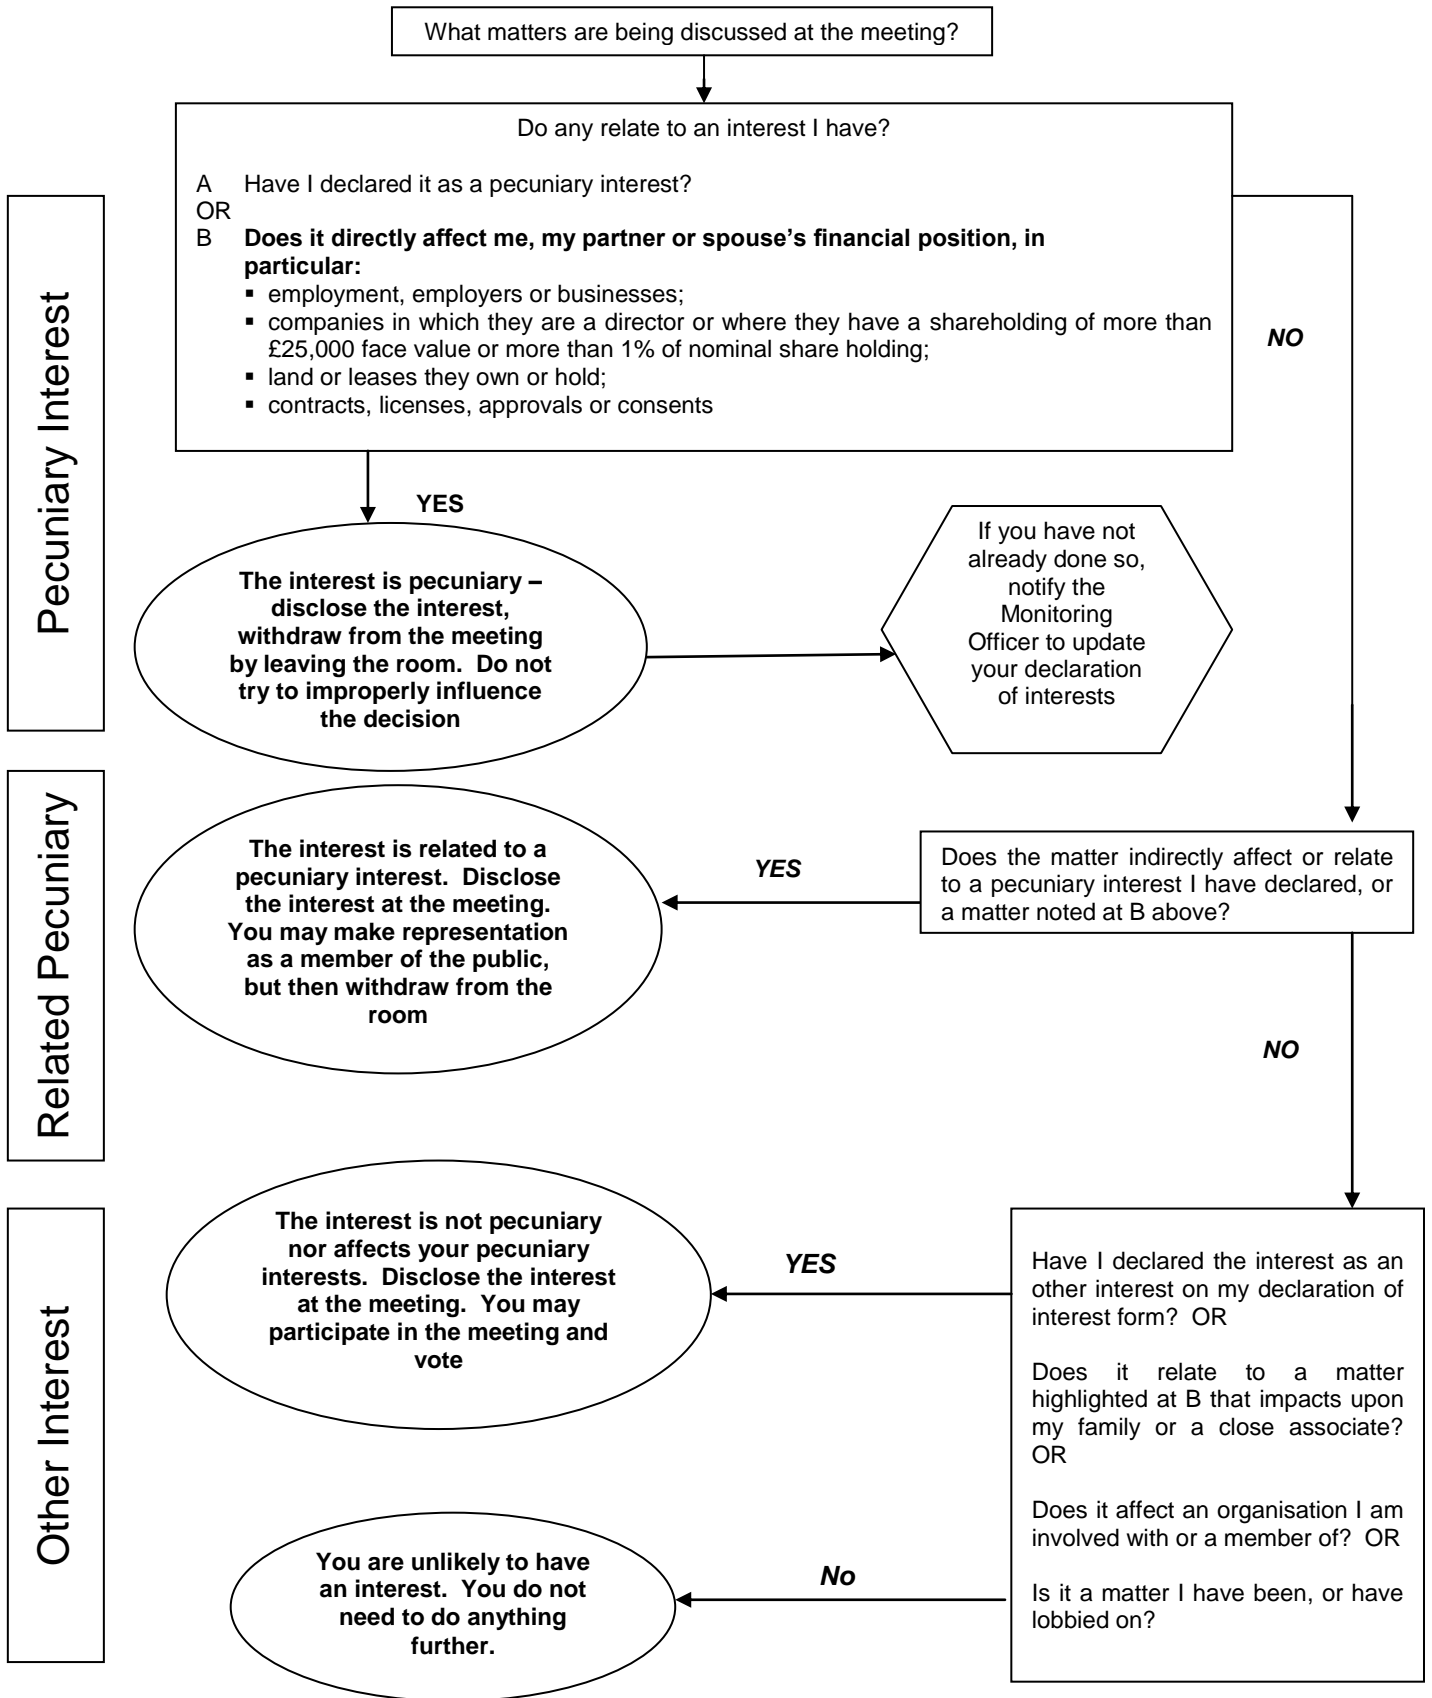 What matters are being discussed at the meeting?
Do any relate to an interest I have?
A Have I declared it as a pecuniary interest?
OR
B Does it directly affect me, my partner or spouse’s financial position, in
particular:
▪ employment, employers or businesses;
▪ companies in which they are a director or where they have a shareholding of more than
£25,000 face value or more than 1% of nominal share holding;
▪ land or leases they own or hold;
▪ contracts, licenses, approvals or consents
NO
Pecuniary Interest
YES
The interest is pecuniary –
disclose the interest,
withdraw from the meeting
by leaving the room. Do not
try to improperly influence
the decision
If you have not
already done so,
notify the
Monitoring
Officer to update
your declaration
of interests
Related Pecuniary
The interest is related to a
pecuniary interest. Disclose
the interest at the meeting.
You may make representation
as a member of the public,
but then withdraw from the
room
YES
Does the matter indirectly affect or relate
to a pecuniary interest I have declared, or
a matter noted at B above?
NO
Other Interest
The interest is not pecuniary
nor affects your pecuniary
interests. Disclose the interest
at the meeting. You may
participate in the meeting and
vote
YES
Have I declared the interest as an
other interest on my declaration of
interest form? OR
Does it relate to a matter
highlighted at B that impacts upon
my family or a close associate?
OR
Does it affect an organisation I am
involved with or a member of? OR
Is it a matter I have been, or have
lobbied on?
No
You are unlikely to have
an interest. You do not
need to do anything
further.